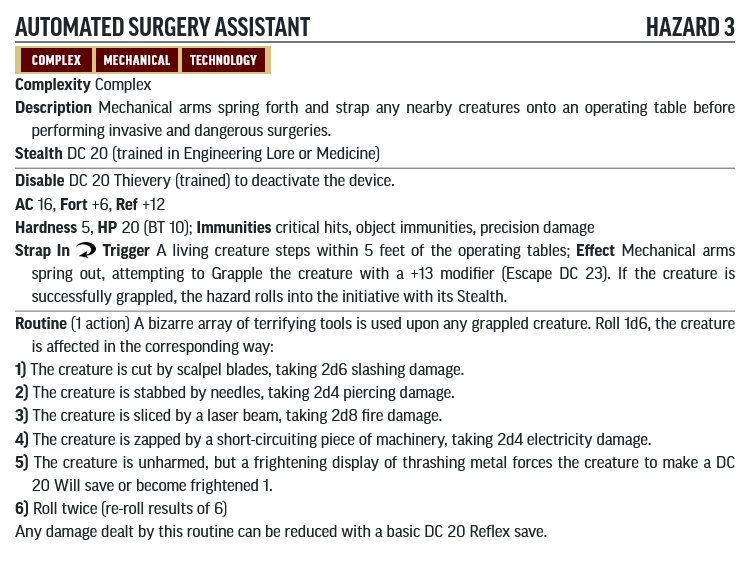 AUTOMATED SURGERY ASSISTANT HAZARD 3
COMPLEX MECHANICAL TECHNOLOGY
Complexity Complex
Description Mechanical arms spring forth and strap any nearby creatures onto an operating table before
performing invasive and dangerous surgeries.
Stealth DC 20 (trained in Engineering Lore or Medicine)
Disable DC 20 Thievery (trained) to deactivate the device.
AC 16, Fort +6, Ref +12
Hardness 5, HP 20 (BT 10); Immunities critical hits, object immunities, precision damage
Strap In Trigger A living creature steps within 5 feet of the operating tables; Effect Mechanical arms
spring out, attempting to Grapple the creature with a +13 modifier (Escape DC 23). If the creature is
successfully grappled, the hazard rolls into the initiative with its Stealth.
Routine (1 action) A bizarre array of terrifying tools is used upon any grappled creature. Roll 1d6, the creature
is affected in the corresponding way:
1) The creature is cut by scalpel blades, taking 2d6 slashing damage.
2) The creature is stabbed by needles, taking 2d4 piercing damage.
3) The creature is sliced by a laser beam, taking 2d8 fire damage.
4) The creature is zapped by a short-circuiting piece of machinery, taking 2d4 electricity damage.
5) The creature is unharmed, but a frightening display of thrashing metal forces the creature to make a DC
20 Will save or become frightened 1.
6) Roll twice (re-roll results of 6)
Any damage dealt by this routine can be reduced with a basic DC 20 Reflex save.